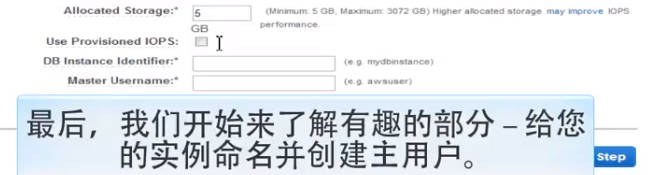 Allocated Storage:* 5 (Minimum: 5 GB, Maximum: 3072 GB) Higher allocated storage may improve IOPS
GB performance.
Use Provisioned IOPS:
DB Instance Identifier:* (e.g. mydbinstance)
Master Username:* (e.g. awsuser)
最后，我们开始来了解有趣的部分 – 给您
的实例命名并创建主用户。
Step